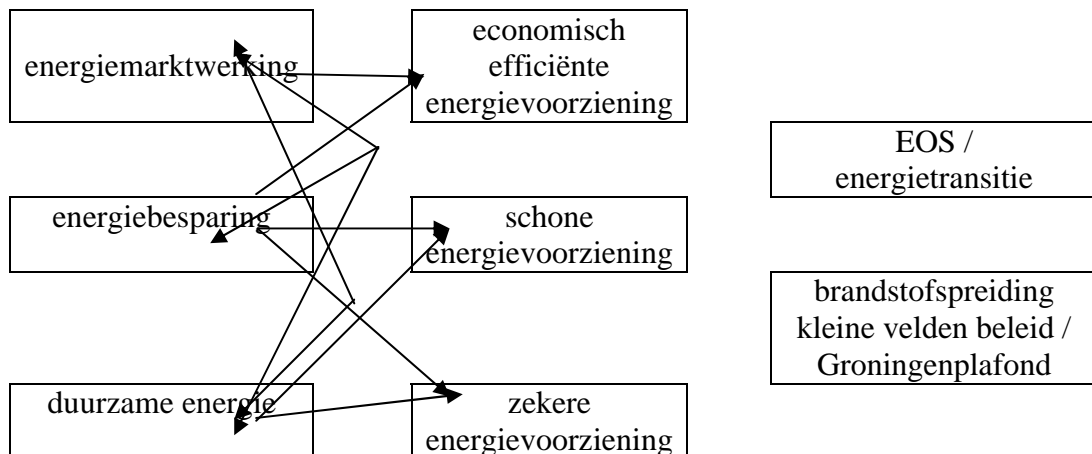 energiemarktwerking
economisch
efficiënte
energievoorziening
EOS /
energietransitie
energiebesparing
schone
energievoorziening
brandstofspreiding
kleine velden beleid /
Groningenplafond
duurzame energie
zekere
energievoorziening